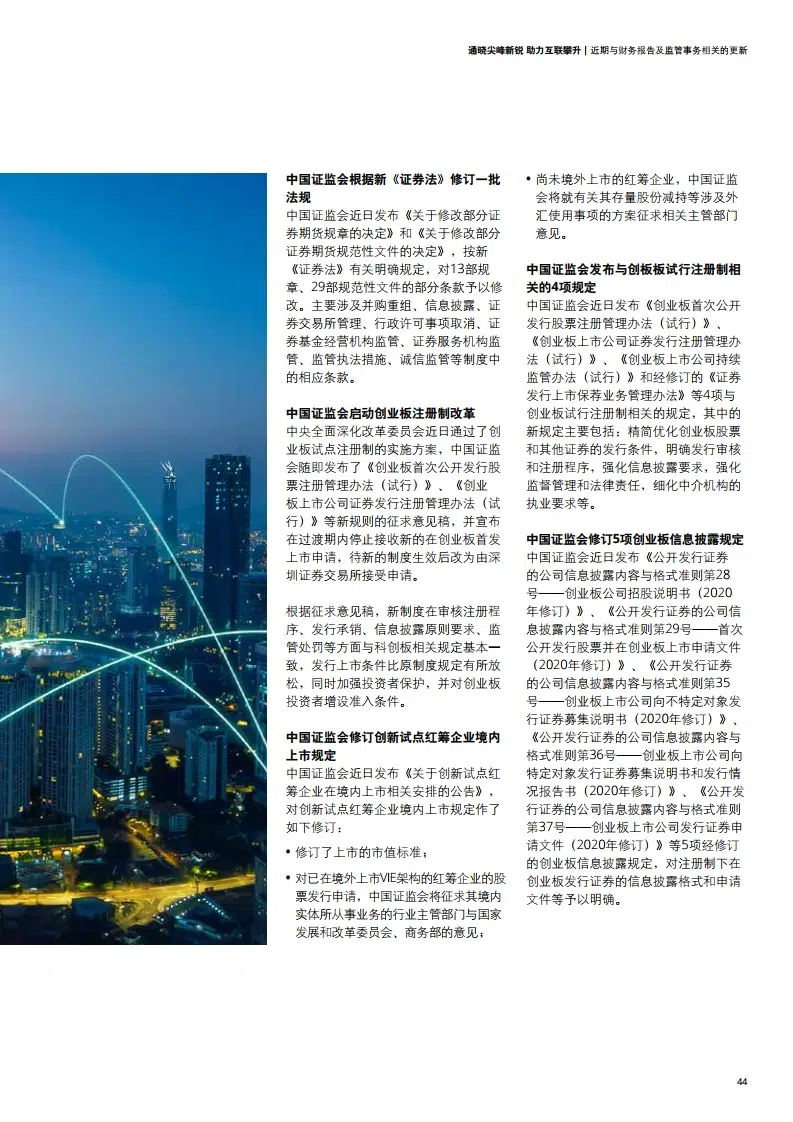 通晓尖峰新锐 助力互联攀升 | 近期与财务报告及监管事务相关的更新
中国证监会根据新《证券法》修订一批
法规
中国证监会近日发布《关于修改部分证
券期货规章的决定》和《关于修改部分
证券期货规范性文件的决定》，按新
《证券法》有关明确规定，对13部规
章、29部规范性文件的部分条款予以修
改。主要涉及并购重组、信息披露、证
券交易所管理、行政许可事项取消、证
券基金经营机构监管、证券服务机构监
管、监管执法措施、诚信监管等制度中
的相应条款。
中国证监会启动创业板注册制改革
中央全面深化改革委员会近日通过了创
业板试点注册制的实施方案，中国证监
会随即发布了《创业板首次公开发行股
票注册管理办法（试行）》、《创业
板上市公司证券发行注册管理办法（试
行）》等新规则的征求意见稿，并宣布
在过渡期内停止接收新的在创业板首发
上市申请，待新的制度生效后改为由深
圳证券交易所接受申请。
根据征求意见稿，新制度在审核注册程
序、发行承销、信息披露原则要求、监
管处罚等方面与科创板相关规定基本一
致，发行上市条件比原制度规定有所放
松，同时加强投资者保护，并对创业板
投资者增设准入条件。
中国证监会修订创新试点红筹企业境内
上市规定
中国证监会近日发布《关于创新试点红
筹企业在境内上市相关安排的公告》，
对创新试点红筹企业境内上市规定作了
如下修订：
• 修订了上市的市值标准；
• 对已在境外上市VIE架构的红筹企业的股
票发行申请，中国证监会将征求其境内
实体所从事业务的行业主管部门与国家
发展和改革委员会、商务部的意见；
• 尚未境外上市的红筹企业，中国证监
会将就有关其存量股份减持等涉及外
汇使用事项的方案征求相关主管部门
意见。
中国证监会发布与创板板试行注册制相
关的4项规定
中国证监会近日发布《创业板首次公开
发行股票注册管理办法（试行）》、
《创业板上市公司证券发行注册管理办
法（试行）》、《创业板上市公司持续
监管办法（试行）》和经修订的《证券
发行上市保荐业务管理办法》等4项与
创业板试行注册制相关的规定，其中的
新规定主要包括：精简优化创业板股票
和其他证券的发行条件，明确发行审核
和注册程序，强化信息披露要求，强化
监督管理和法律责任，细化中介机构的
执业要求等。
中国证监会修订5项创业板信息披露规定
中国证监会近日发布《公开发行证券
的公司信息披露内容与格式准则第28
号——创业板公司招股说明书（2020
年修订）》、《公开发行证券的公司信
息披露内容与格式准则第29号——首次
公开发行股票并在创业板上市申请文件
（2020年修订）》、《公开发行证券
的公司信息披露内容与格式准则第35
号——创业板上市公司向不特定对象发
行证券募集说明书（2020年修订）》、
《公开发行证券的公司信息披露内容与
格式准则第36号——创业板上市公司向
特定对象发行证券募集说明书和发行情
况报告书（2020年修订）》、《公开发
行证券的公司信息披露内容与格式准则
第37号——创业板上市公司发行证券申
请文件（2020年修订）》等5项经修订
的创业板信息披露规定，对注册制下在
创业板发行证券的信息披露格式和申请
文件等予以明确。
44